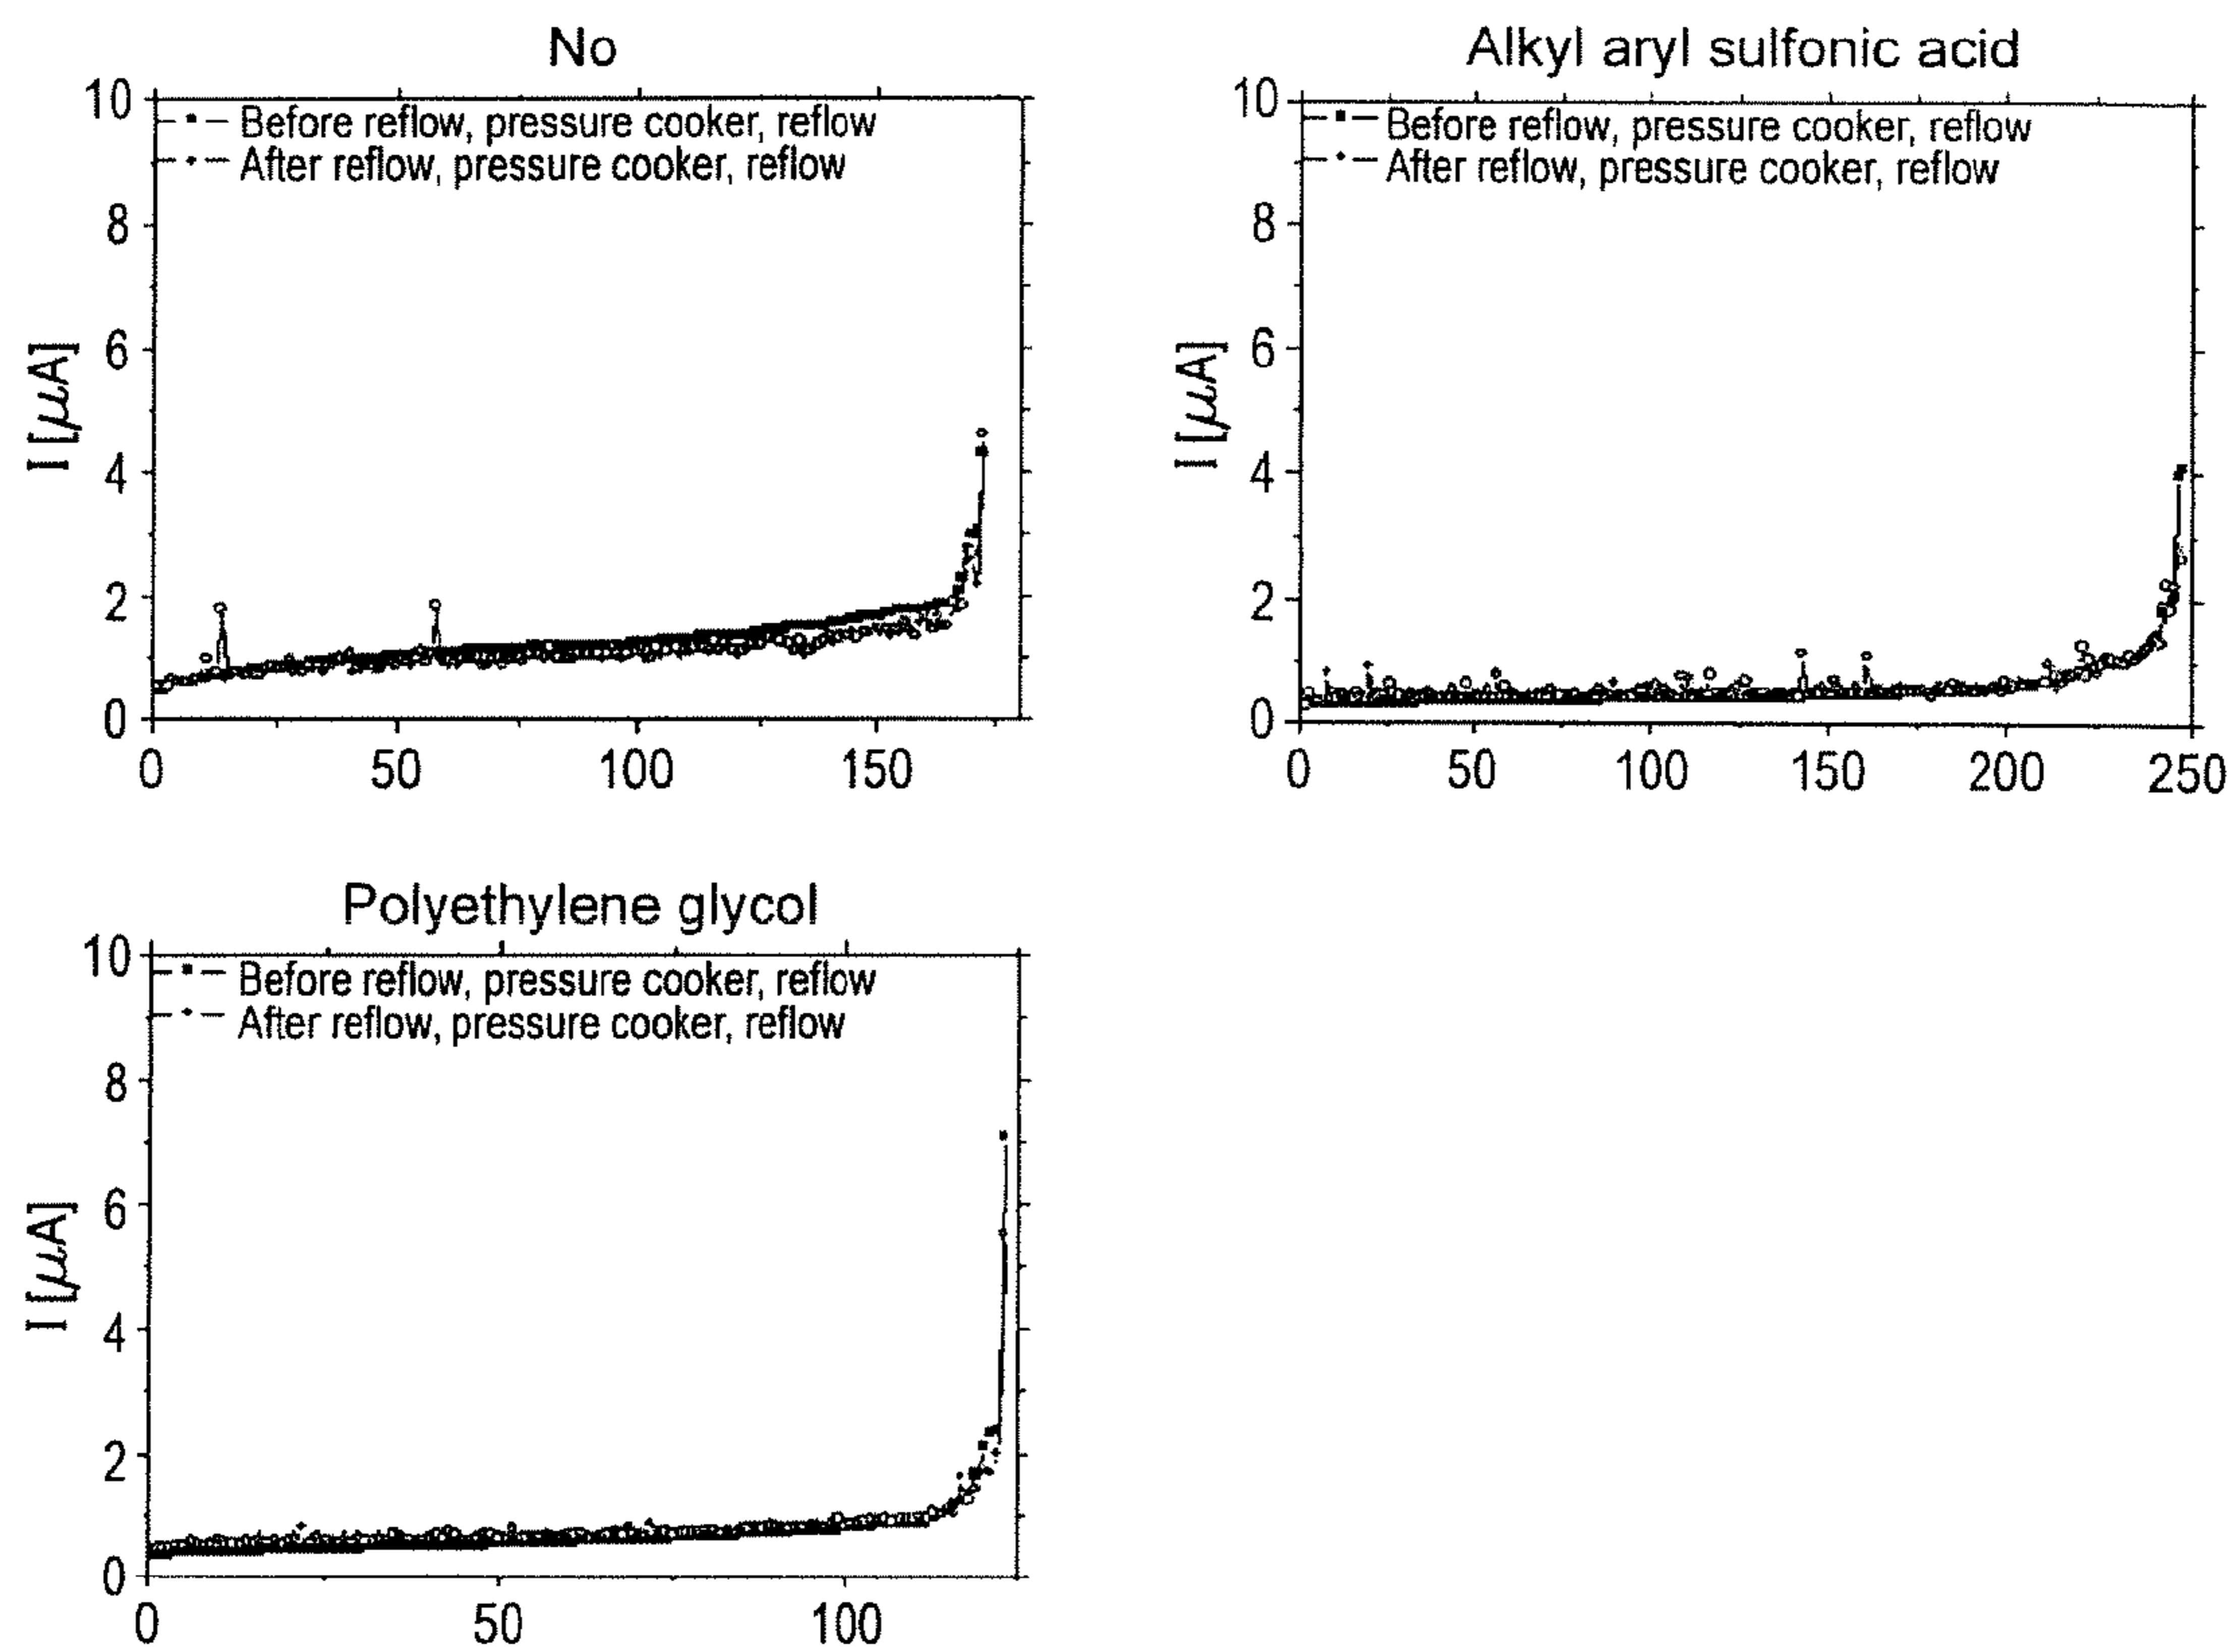 No
10
8
6
4
2
0
I [μA]
Before reflow, pressure cooker, reflow
After reflow, pressure cooker, reflow
0 50 100 150
Alkyl aryl sulfonic acid
10
8
6
4
2
0
I [μA]
Before reflow, pressure cooker, reflow
After reflow, pressure cooker, reflow
0 50 100 150 200 250
Polyethylene glycol
10
8
6
4
2
0
I [μA]
Before reflow, pressure cooker, reflow
After reflow, pressure cooker, reflow
0 50 100